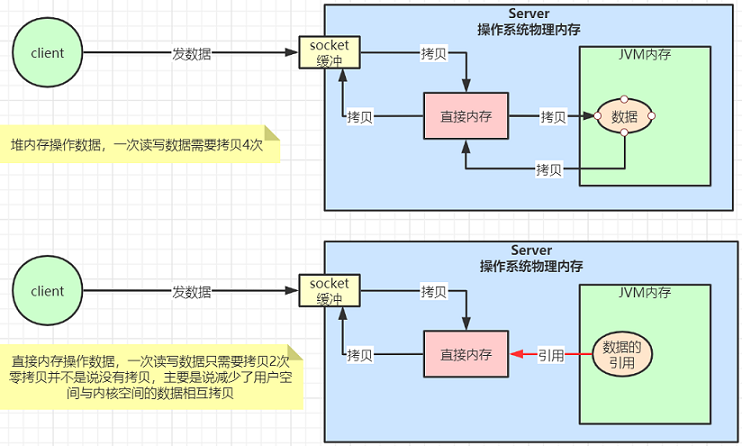 Server
操作系统物理内存
client
发数据
socket
缓冲
拷贝
JVM内存
拷贝
直接内存
拷贝
数据
拷贝
堆内存操作数据，一次读写数据需要拷贝4次
Server
操作系统物理内存
client
发数据
socket
缓冲
拷贝
JVM内存
拷贝
直接内存
引用
数据的
引用
直接内存操作数据，一次读写数据只需要拷贝2次
零拷贝并不是说没有拷贝，主要是说减少了用户空
间与内核空间的数据相互拷贝